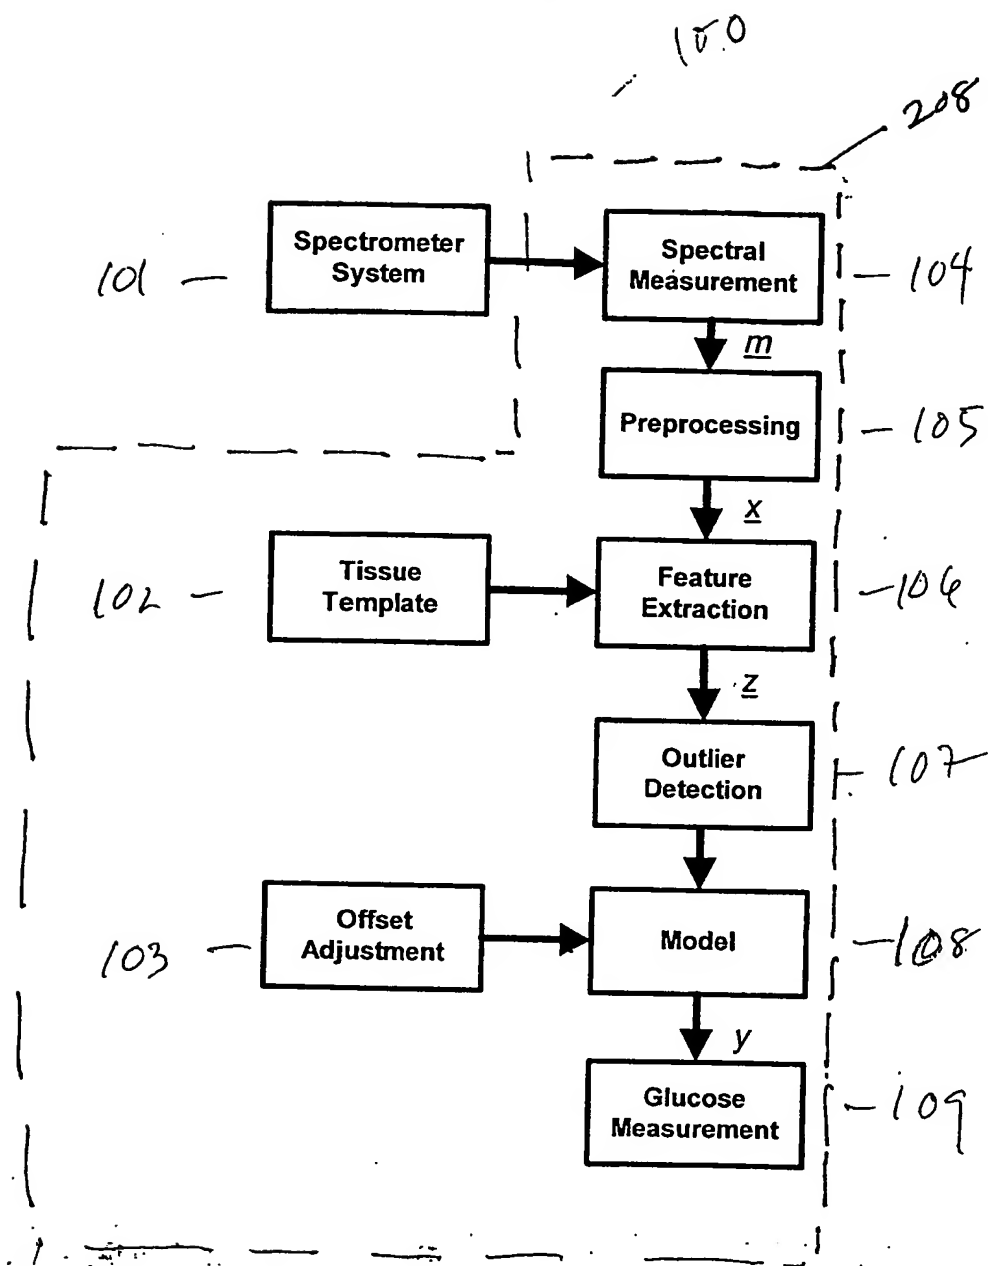 100
208
101
Spectrometer
System
Spectral
Measurement
104
m
Preprocessing
105
x
102
Tissue
Template
Feature
Extraction
106
z
Outlier
Detection
107
103
Offset
Adjustment
Model
108
y
Glucose
Measurement
109